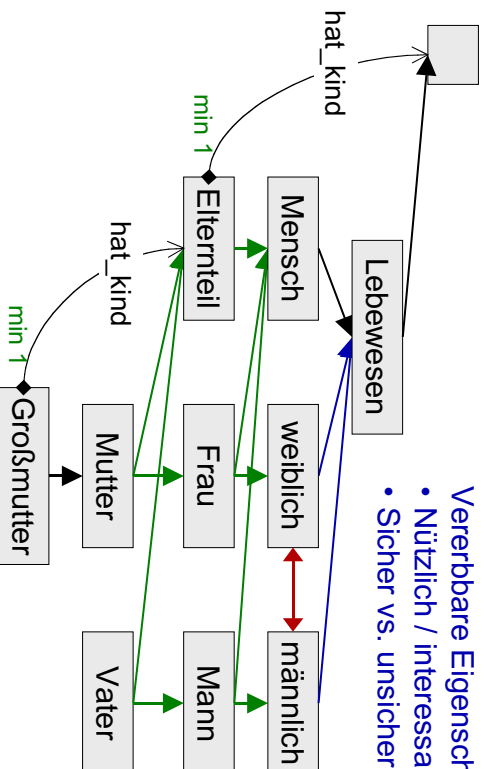 Vererbbare Eigensch
• Nützlich / interessa
• Sicher vs. unsicher
Lebewesen
hat_kind
min 1
Mensch
weiblich
männlich
Elternteil
Frau
Mann
hat_kind
min 1
Mutter
Vater
Großmutter